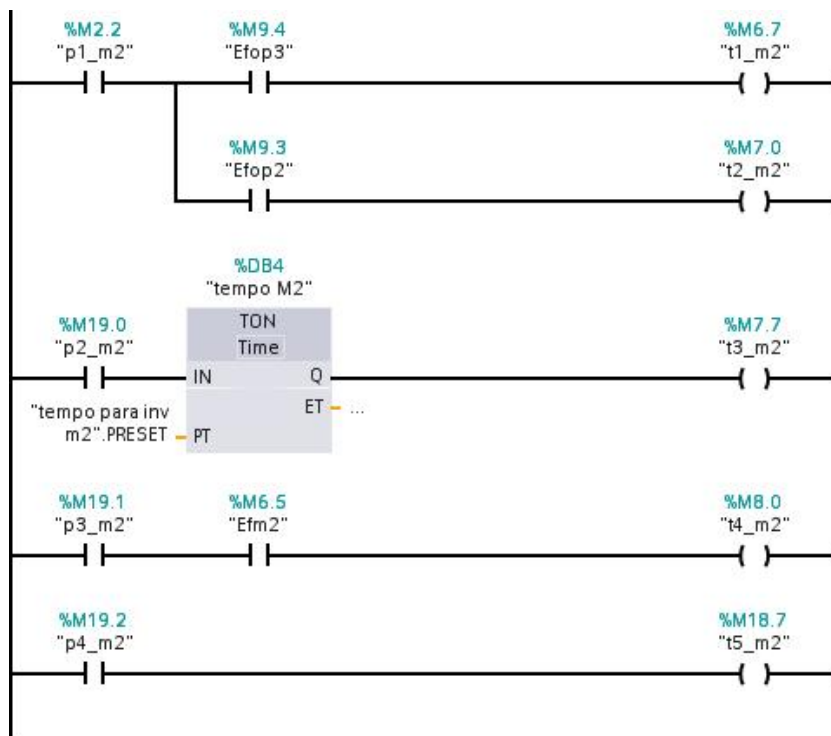 %M2.2 %M9.4 %M6.7
"p1_m2" "Efop3" "t1_m2"
%M9.3 %M7.0
"Efop2" "t2_m2"
%DB4
"tempo M2"
%M19.0 TON %M7.7
"p2_m2" Time "t3_m2"
IN Q
"tempo para inv ET ...
m2".PRESET PT
%M19.1 %M6.5 %M8.0
"p3_m2" "Efm2" "t4_m2"
%M19.2 %M18.7
"p4_m2" "t5_m2"